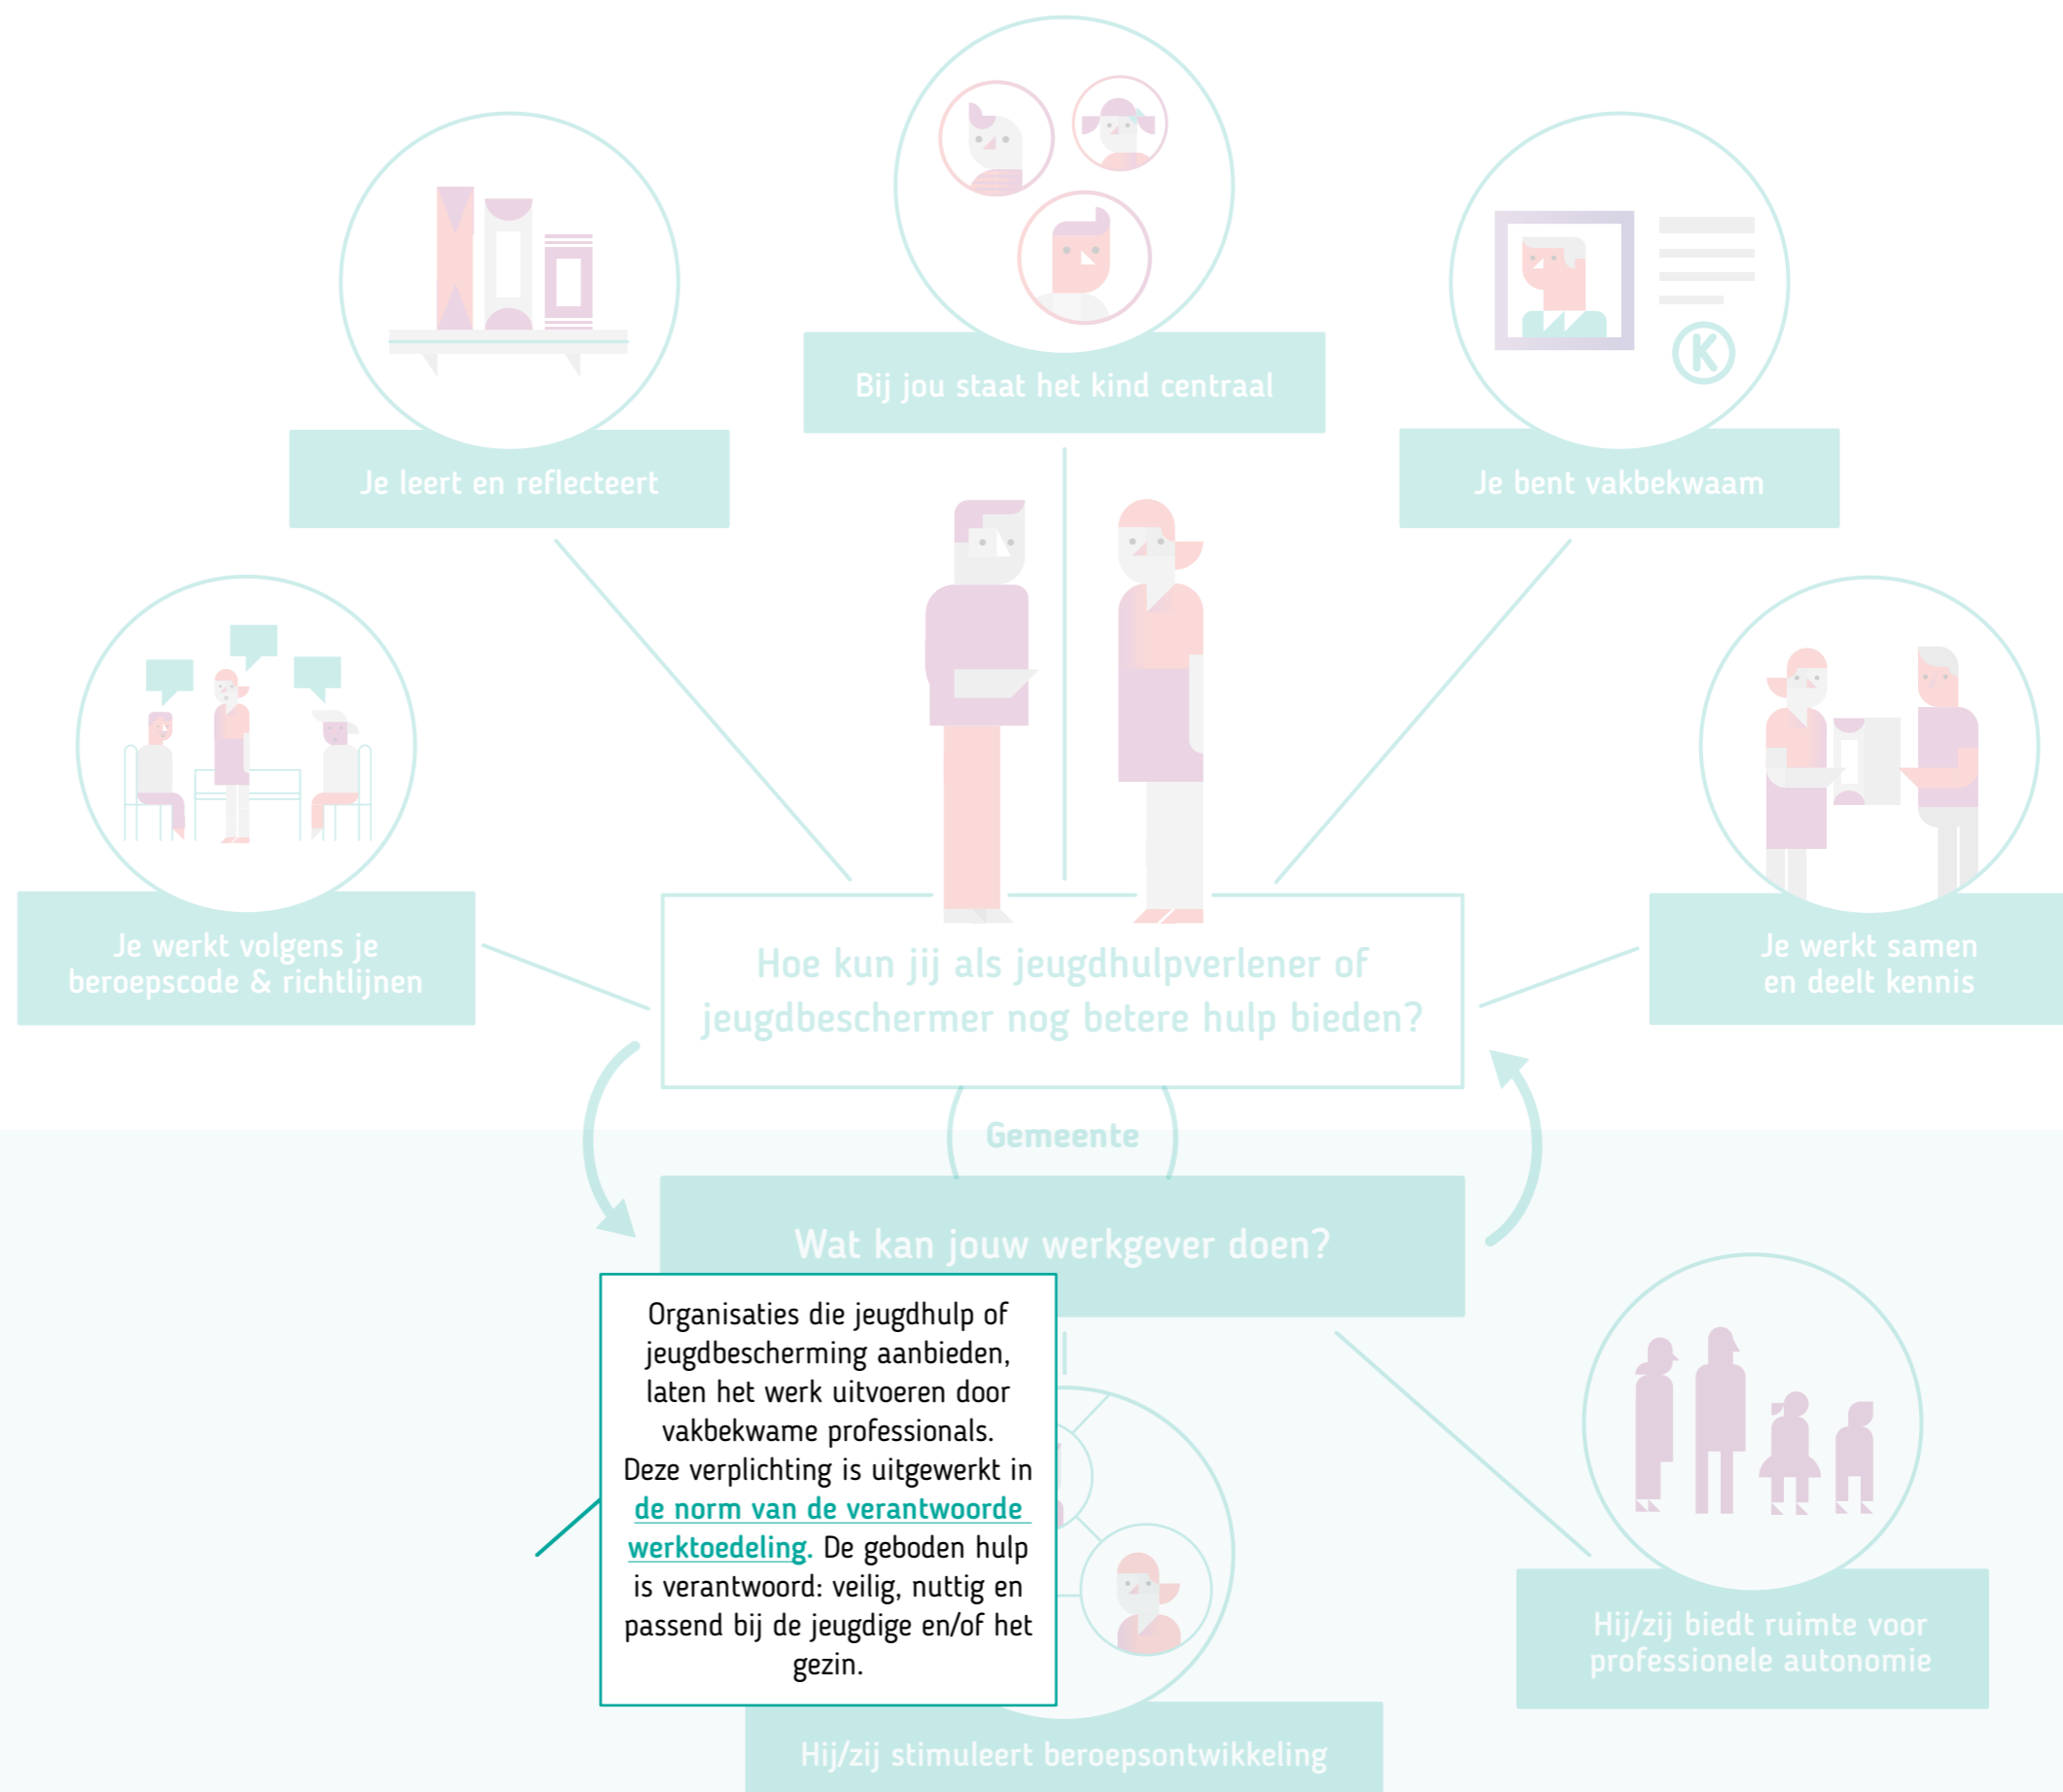 Bij jou staat het kind centraal
Je leert en reflecteert
Je bent vakbekwaam
K
Je werkt volgens je
beroepscode & richtlijnen
Je werkt samen
en deelt kennis
Hoe kun jij als jeugdhulpverlener of
jeugdbeschermer nog betere hulp bieden?
Gemeente
Wat kan jouw werkgever doen?
Organisaties die jeugdhulp of
jeugdbescherming aanbieden,
laten het werk uitvoeren door
vakbekwame professionals.
Deze verplichting is uitgewerkt in
de norm van de verantwoorde
werktoedeling. De geboden hulp
is verantwoord: veilig, nuttig en
passend bij de jeugdige en/of het
gezin.
Hij/zij biedt ruimte voor
professionele autonomie
Hij/zij stimuleert beroepsontwikkeling